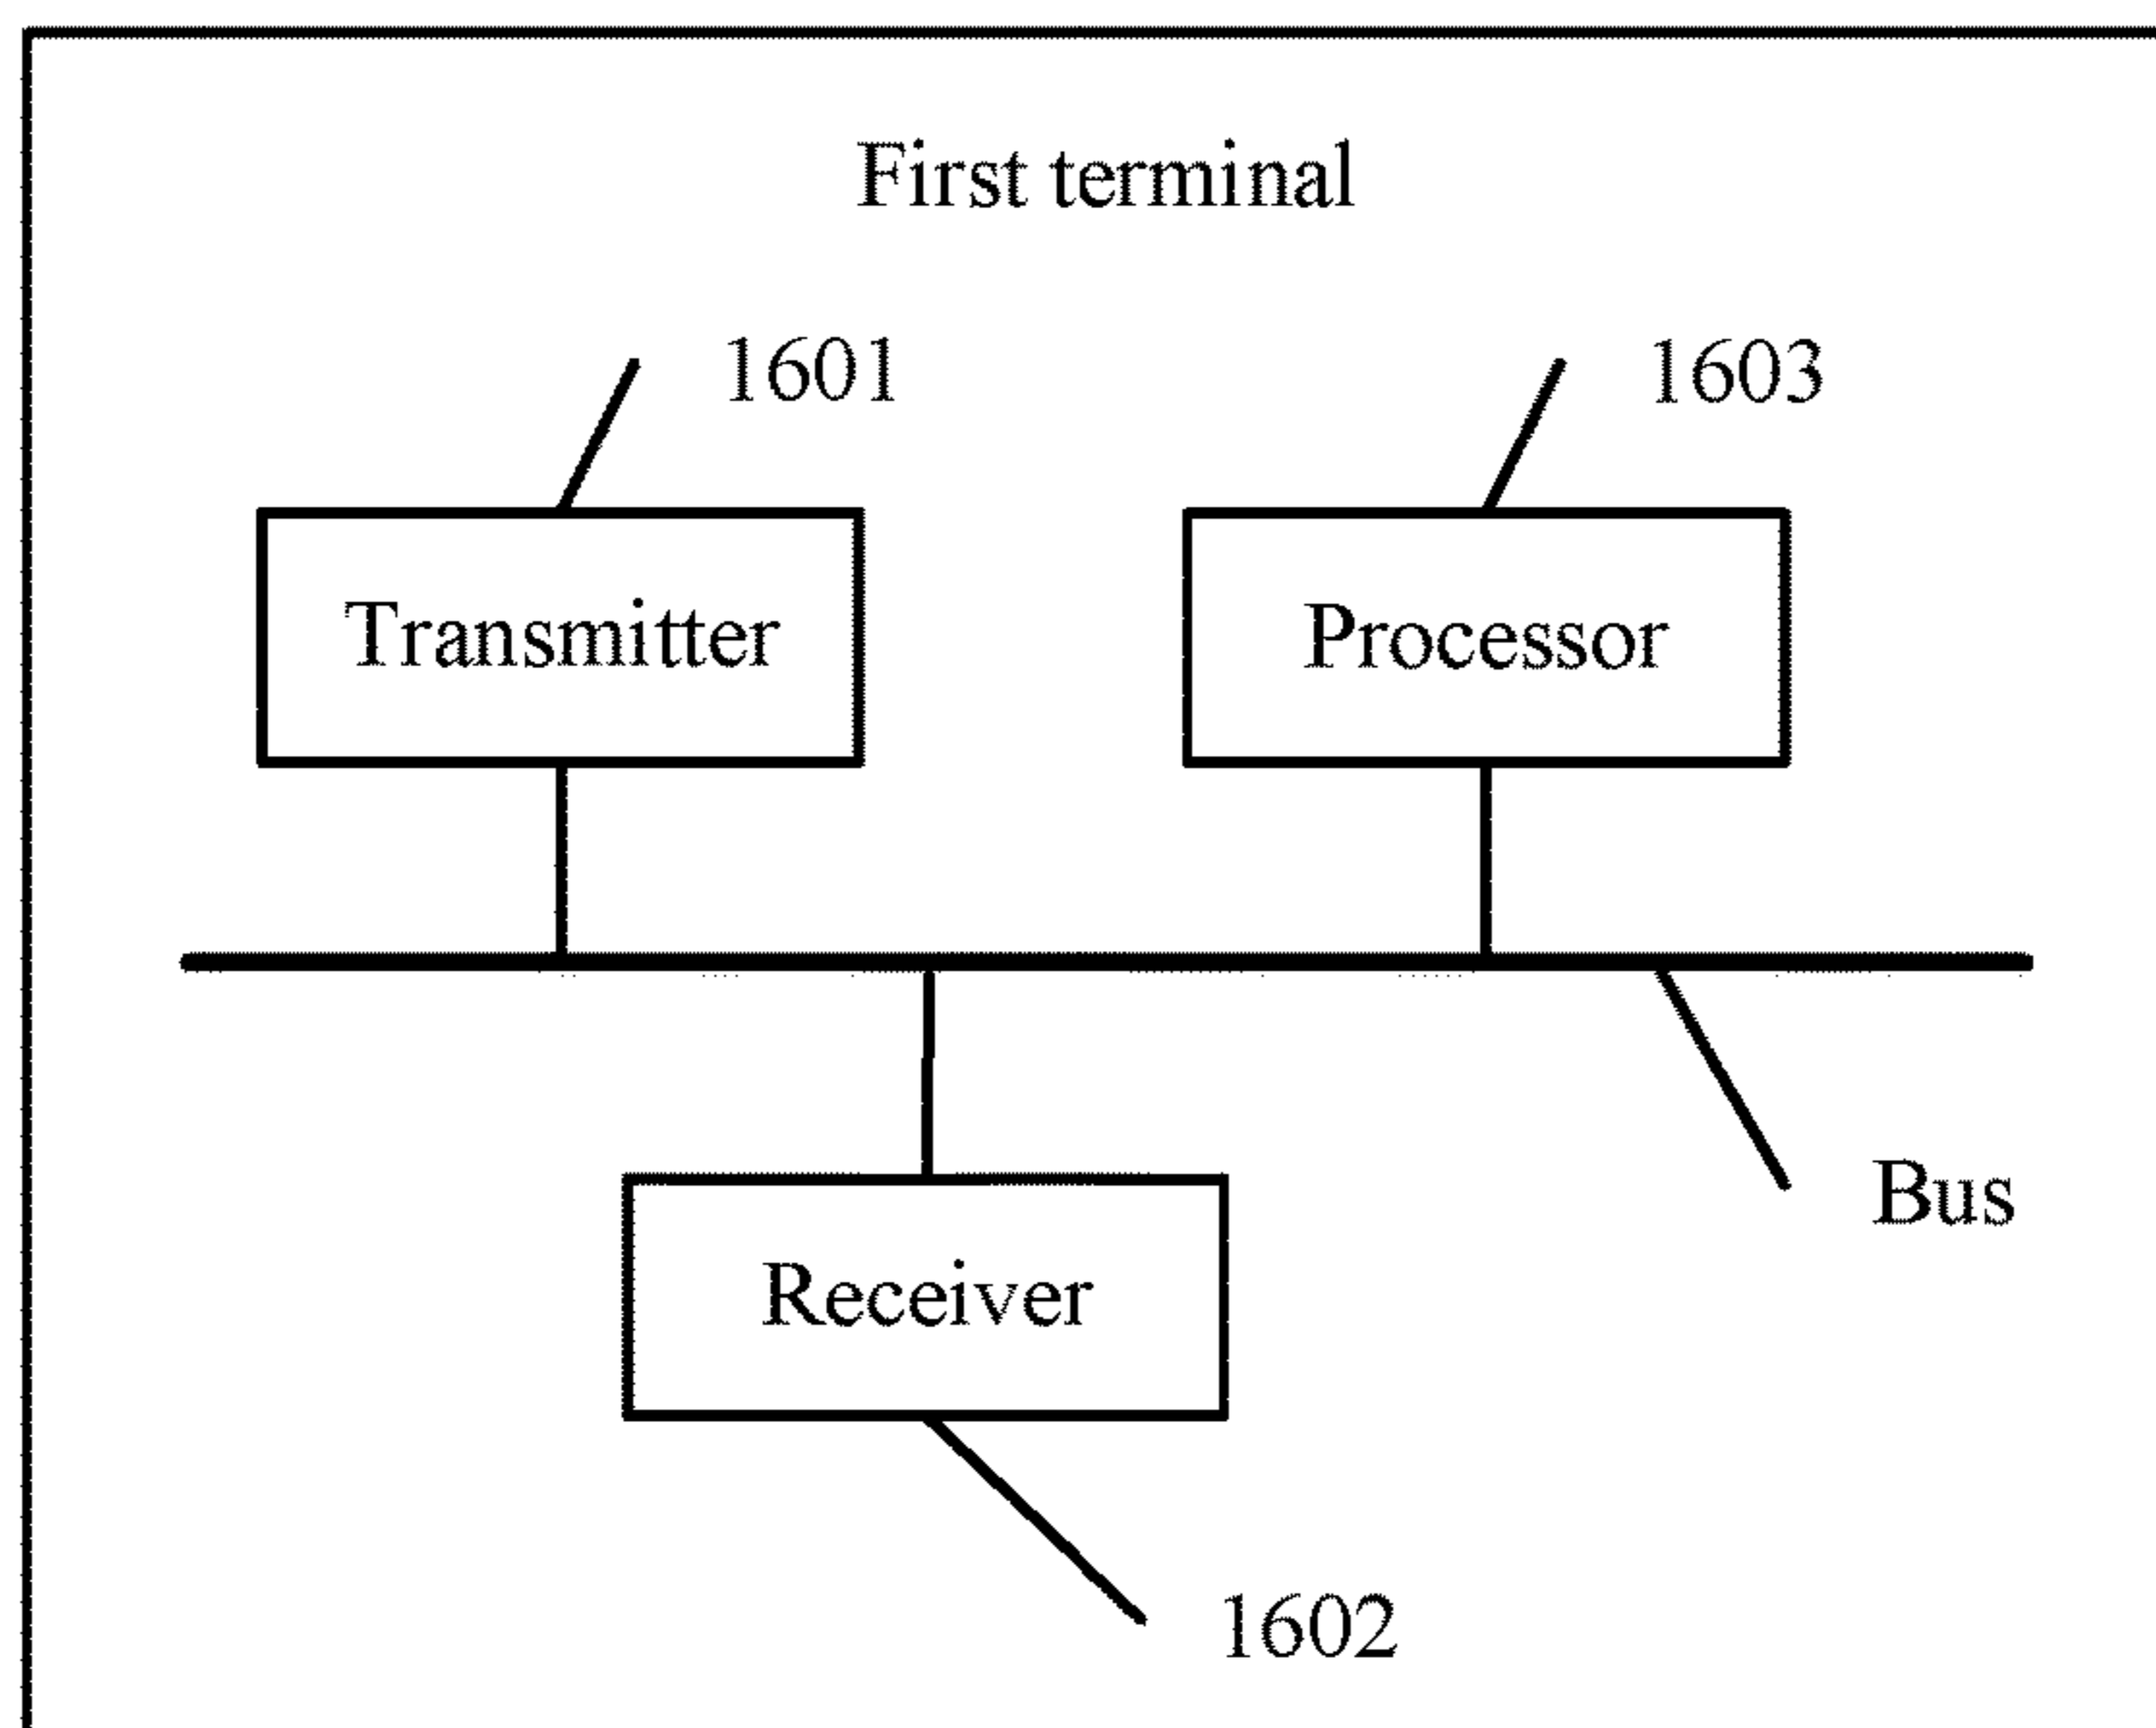 First terminal
1601
1603
Transmitter
Processor
Bus
Receiver
1602